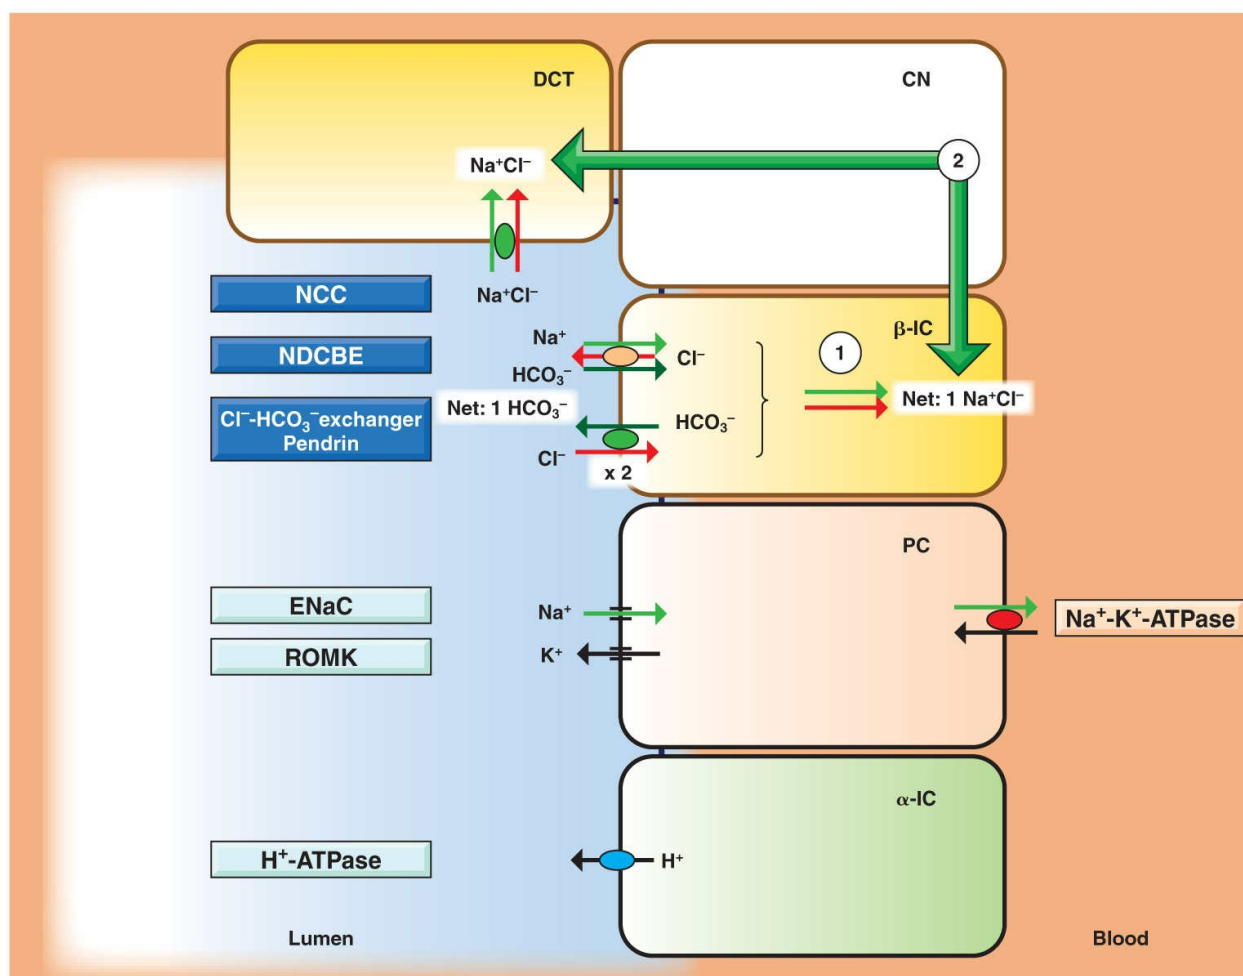 DCT
CN
Na⁺Cl⁻
2
NCC
Na⁺Cl⁻
β-IC
NDCBE
Na⁺
Cl⁻
HCO₃⁻
1
Net: 1 Na⁺Cl⁻
Cl⁻-HCO₃⁻exchanger
Pendrin
Net: 1 HCO₃⁻
HCO₃⁻
Cl⁻
x 2
PC
ENaC
Na⁺
Na⁺-K⁺-ATPase
ROMK
K⁺
α-IC
H⁺-ATPase
H⁺
Lumen
Blood